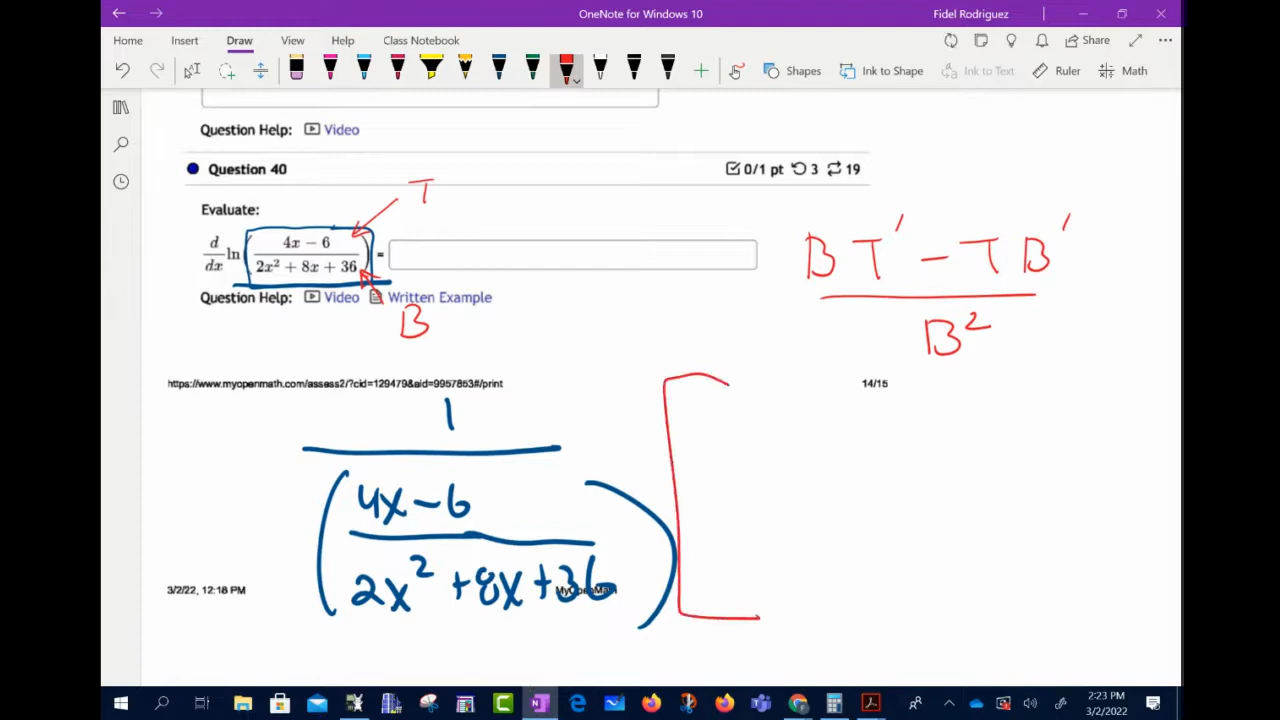 OneNote for Windows 10
Fidel Rodriguez
Home Insert Draw View Help Class Notebook
Share
Shapes Ink to Shape Ink to Text Ruler Math
Question Help: Video
Question 40
0/1 pt 3 19
Evaluate:
T
d/dx ln (4x − 6 / 2x² + 8x + 36) =
Question Help: Video Written Example
B
BT' − TB'
B²
https://www.myopenmath.com/assess2/?cid=129479&aid=9957853#/print
14/15
1
(4x − 6
2x² + 8x + 36)
[
3/2/22, 12:18 PM
MyOpenMath
2:23 PM
3/2/2022